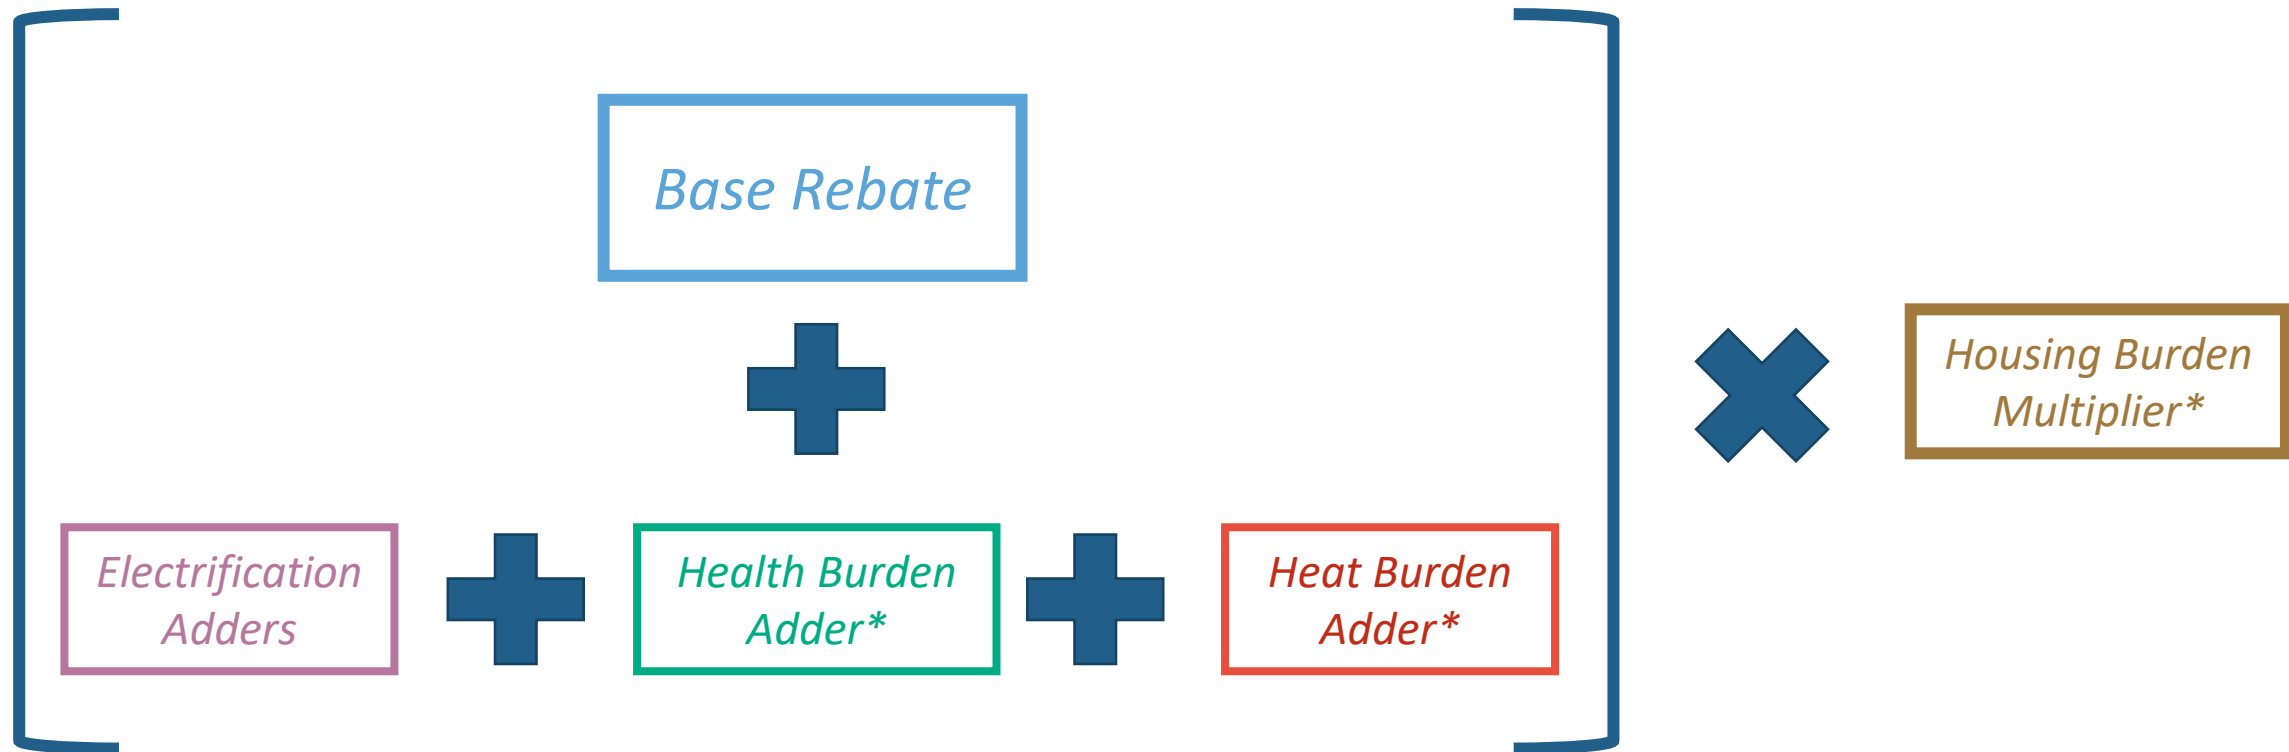 Base Rebate
Housing Burden
Multiplier*
Electrification
Adders
Health Burden
Adder*
Heat Burden
Adder*